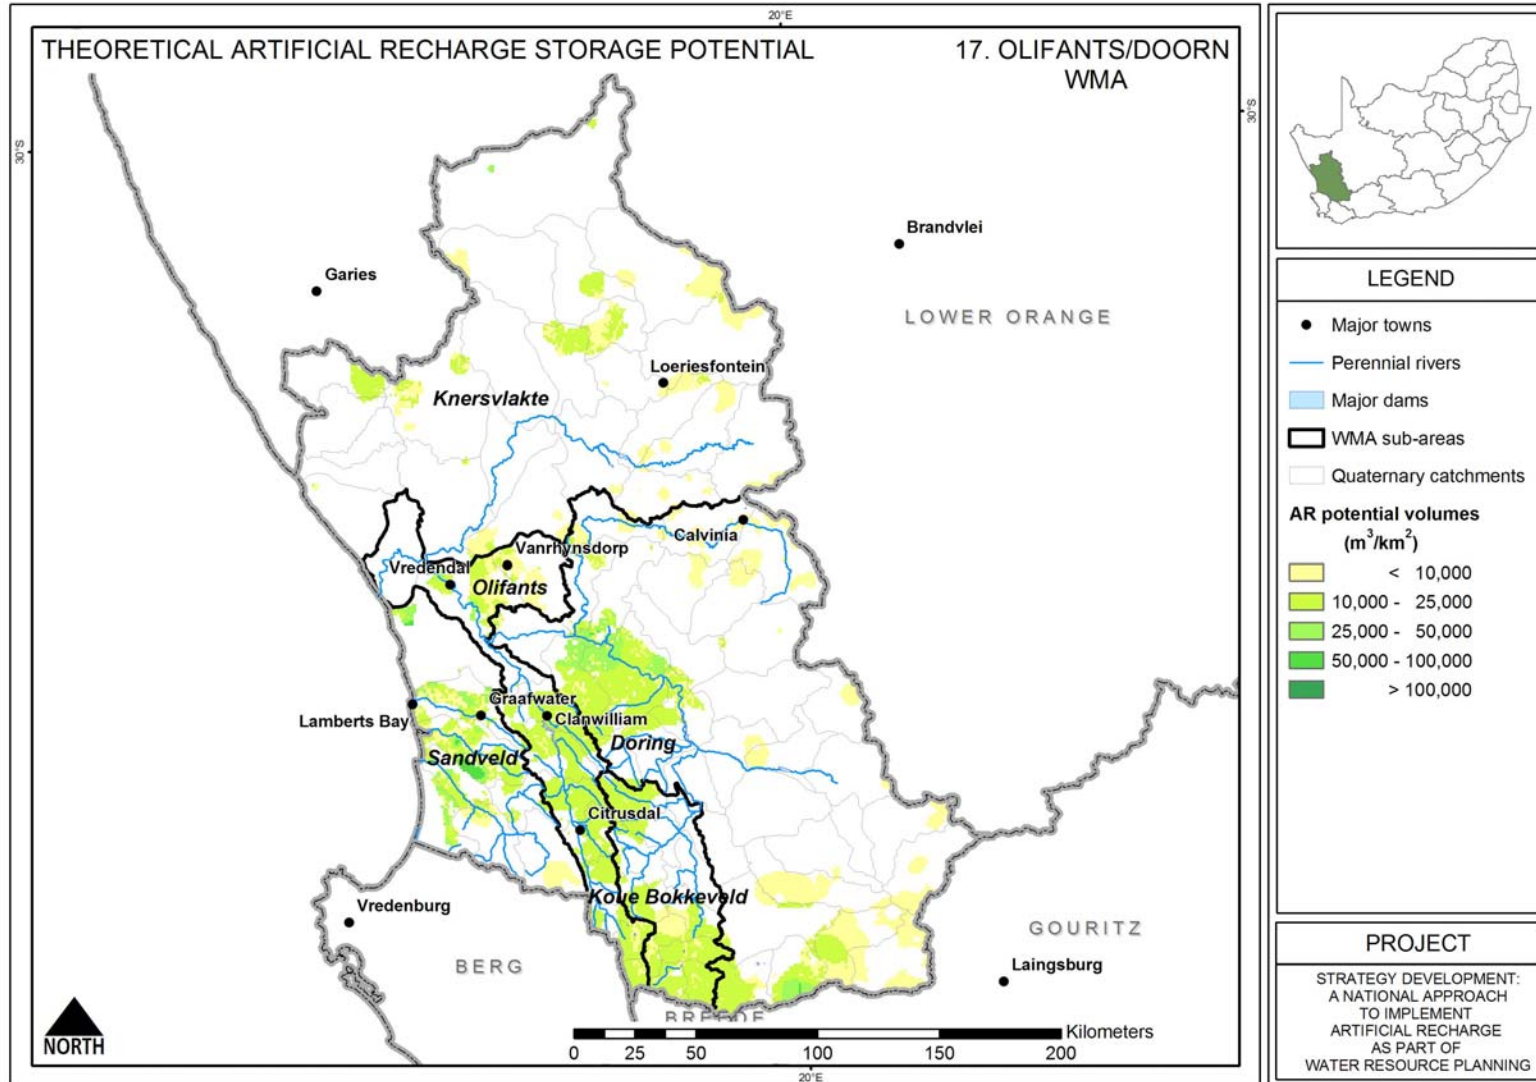 20°E
THEORETICAL ARTIFICIAL RECHARGE STORAGE POTENTIAL
17. OLIFANTS/DOORN
WMA
30°S
30°S
Brandvlei
Garies
LOWER ORANGE
Loeriesfontein
Knersvlakte
Calvinia
Vanrhynsdorp
Vredendal
Olifants
Graafwater
Lamberts Bay
Clanwilliam
Doring
Sandveld
Citrusdal
Koue Bokkeveld
Vredenburg
GOURITZ
BERG
Laingsburg
BREEDE
NORTH
Kilometers
0 25 50 100 150 200
20°E
LEGEND
Major towns
Perennial rivers
Major dams
WMA sub-areas
Quaternary catchments
AR potential volumes
(m³/km²)
< 10,000
10,000 - 25,000
25,000 - 50,000
50,000 - 100,000
> 100,000
PROJECT
STRATEGY DEVELOPMENT:
A NATIONAL APPROACH
TO IMPLEMENT
ARTIFICIAL RECHARGE
AS PART OF
WATER RESOURCE PLANNING